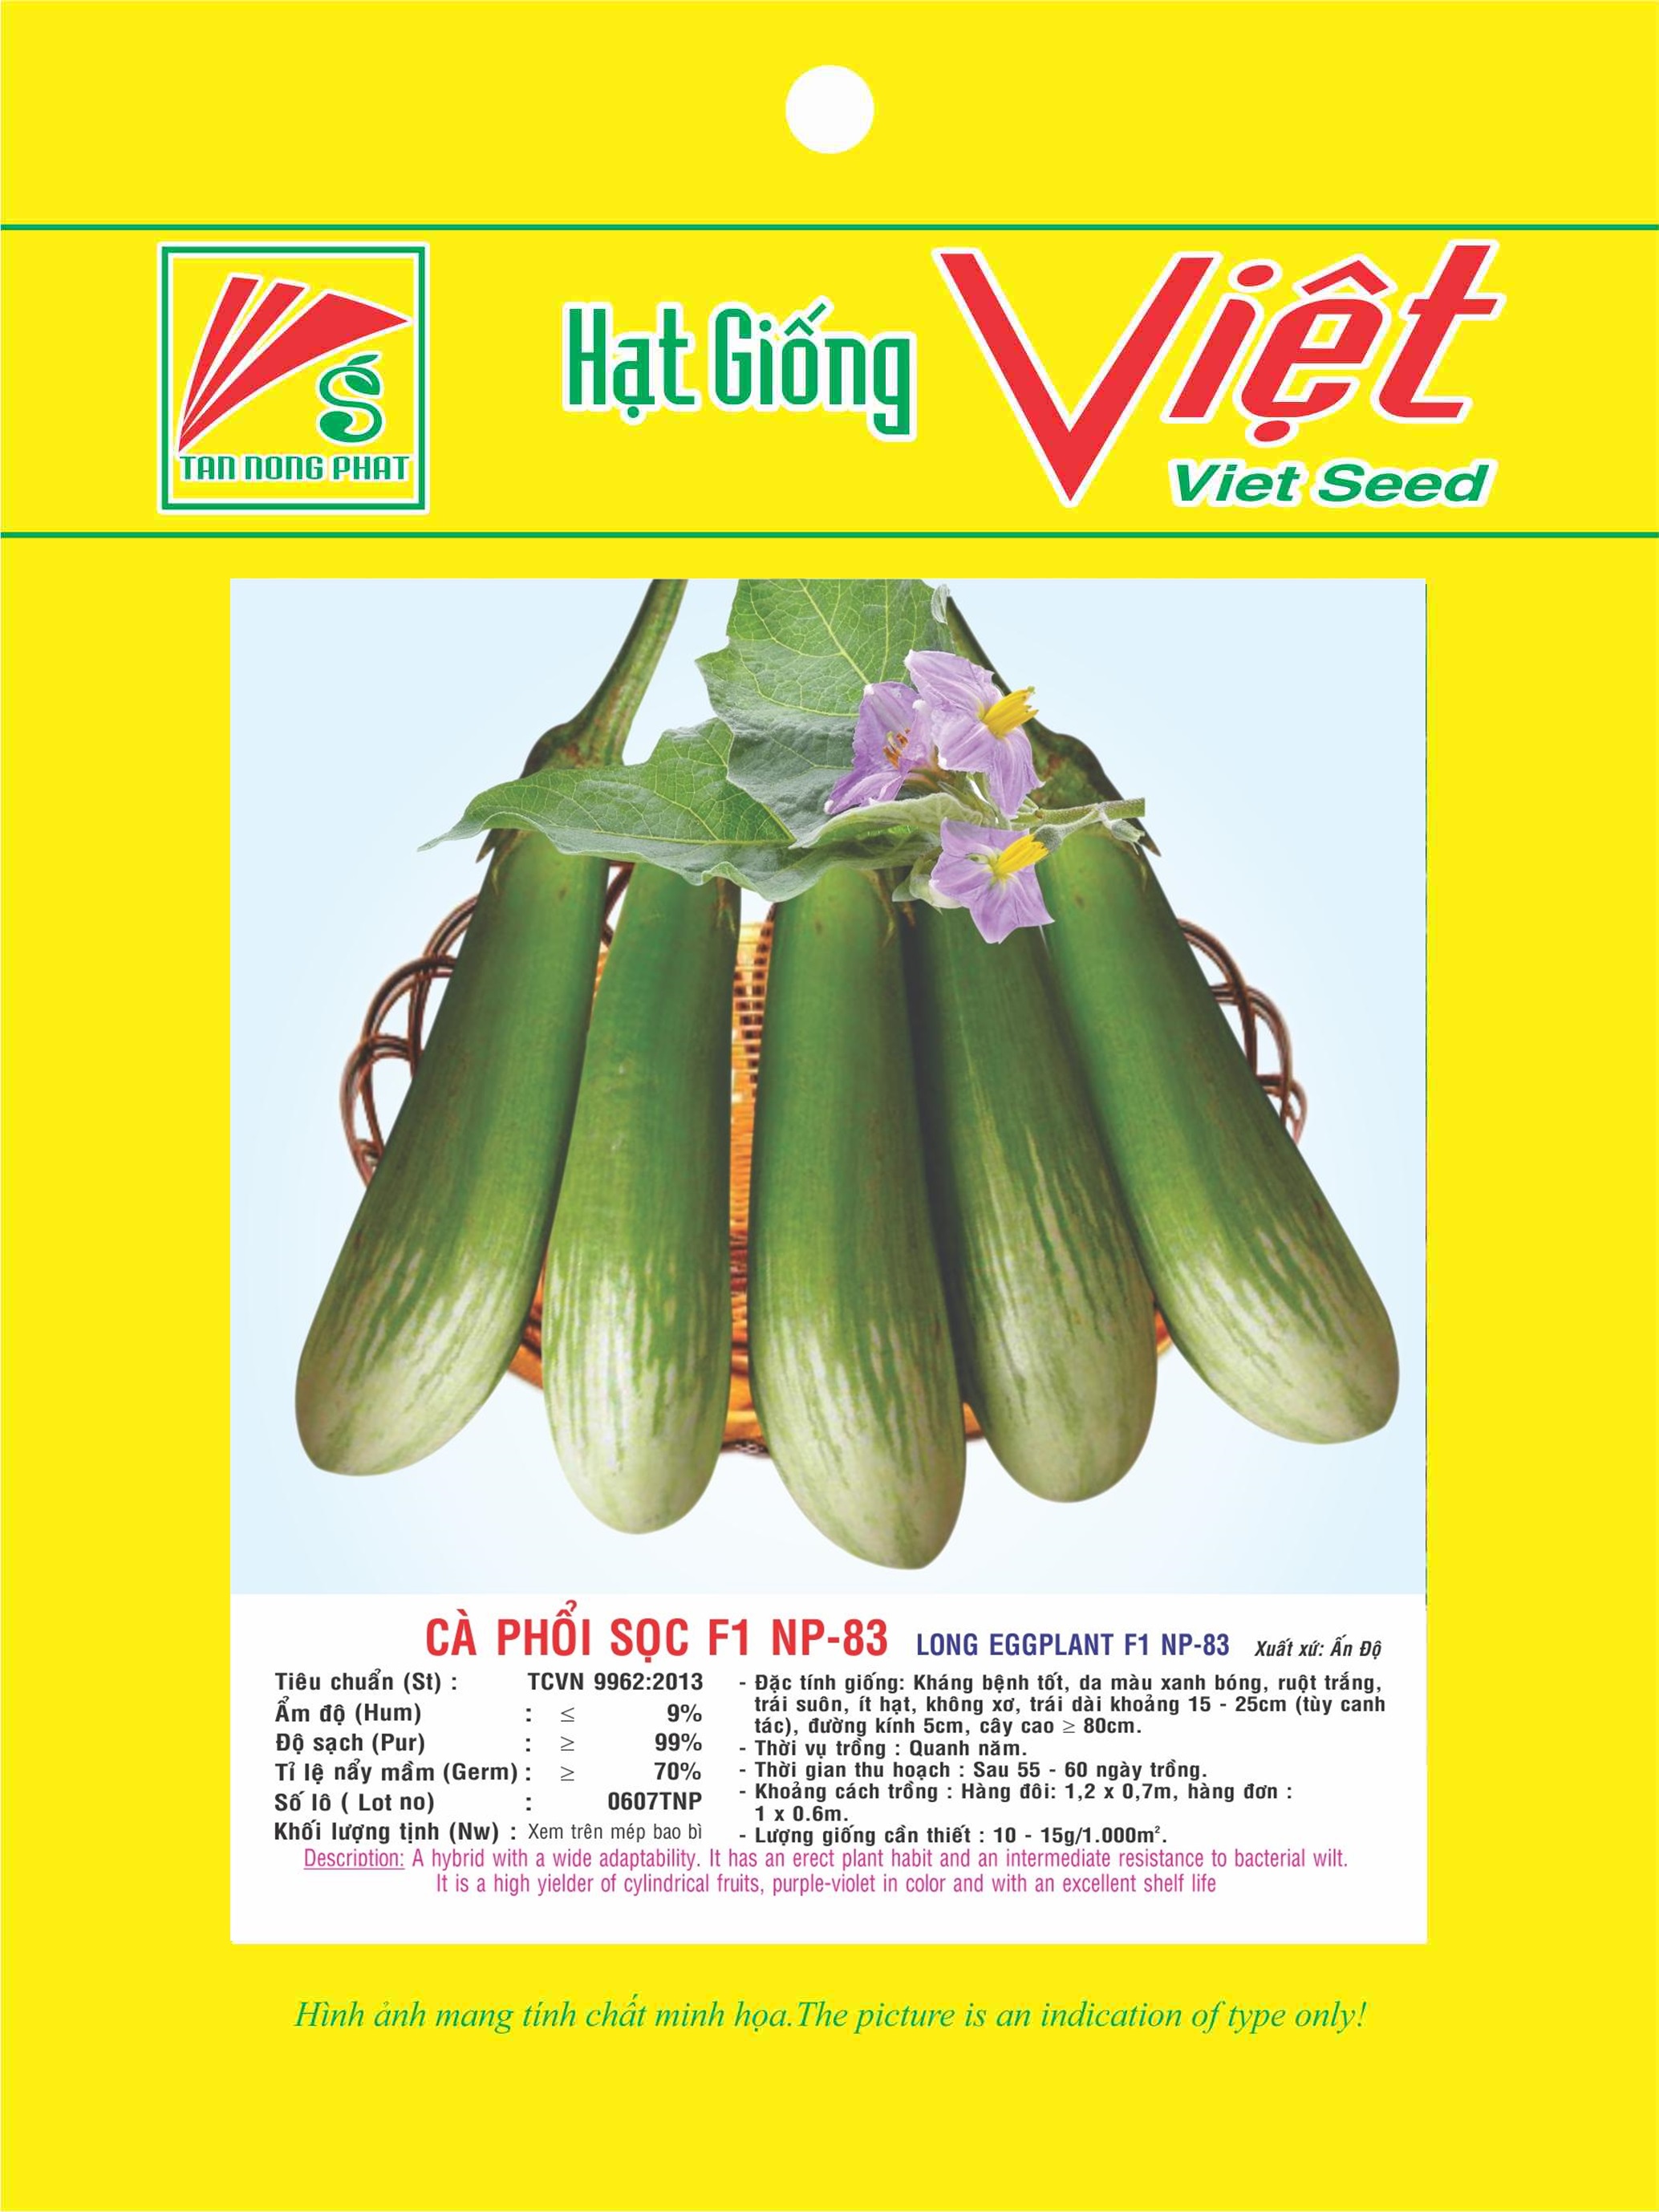 TAN NONG PHAT
Hạt Giống Việt
Viet Seed
CÀ PHỔI SỌC F1 NP-83 LONG EGGPLANT F1 NP-83 Xuất xứ: Ấn Độ
Tiêu chuẩn (St) : TCVN 9962:2013
Ẩm độ (Hum) : ≤ 9%
Độ sạch (Pur) : ≥ 99%
Tỉ lệ nẩy mầm (Germ) : ≥ 70%
Số lô ( Lot no) : 0607TNP
Khối lượng tịnh (Nw) : Xem trên mép bao bì
- Đặc tính giống: Kháng bệnh tốt, da màu xanh bóng, ruột trắng,
trái suôn, ít hạt, không xơ, trái dài khoảng 15 - 25cm (tùy canh
tác), đường kính 5cm, cây cao ≥ 80cm.
- Thời vụ trồng : Quanh năm.
- Thời gian thu hoạch : Sau 55 - 60 ngày trồng.
- Khoảng cách trồng : Hàng đôi: 1,2 x 0,7m, hàng đơn :
1 x 0.6m.
- Lượng giống cần thiết : 10 - 15g/1.000m².
Description: A hybrid with a wide adaptability. It has an erect plant habit and an intermediate resistance to bacterial wilt.
It is a high yielder of cylindrical fruits, purple-violet in color and with an excellent shelf life
Hình ảnh mang tính chất minh họa.The picture is an indication of type only!